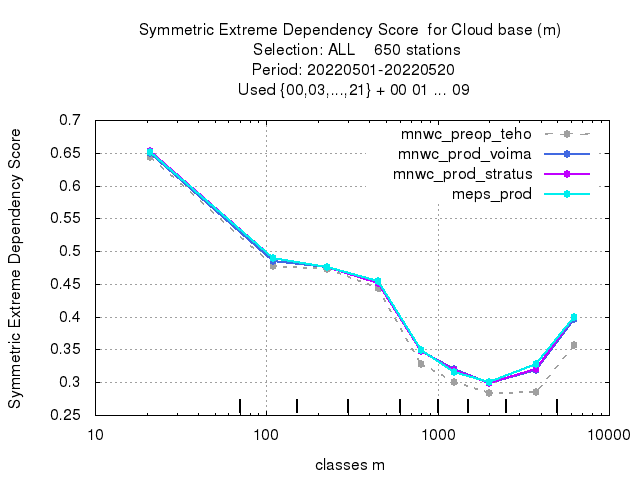 Symmetric Extreme Dependency Score  for Cloud base (m)
Selection: ALL    650 stations
Period: 20220501-20220520
Used {00,03,...,21} + 00 01 ... 09
mnwc_preop_teho
mnwc_prod_voima
mnwc_prod_stratus
meps_prod
Symmetric Extreme Dependency Score
0.7
0.65
0.6
0.55
0.5
0.45
0.4
0.35
0.3
0.25
10 100 1000 10000
classes m